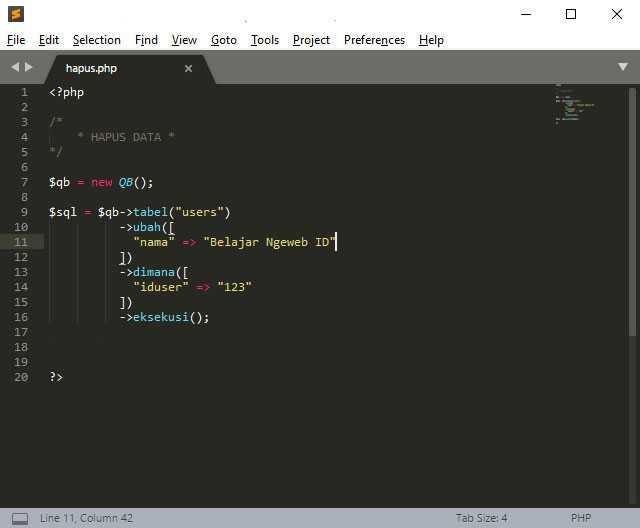 File Edit Selection Find View Goto Tools Project Preferences Help
hapus.php
1 <?php
2
3 /*
4 * HAPUS DATA *
5 */
6
7 $qb = new QB();
8
9 $sql = $qb->tabel("users")
10 ->ubah([
11 "nama" => "Belajar Ngeweb ID"
12 ])
13 ->dimana([
14 "iduser" => "123"
15 ])
16 ->eksekusi();
17
18
19
20 ?>
Line 11, Column 42 Tab Size: 4 PHP